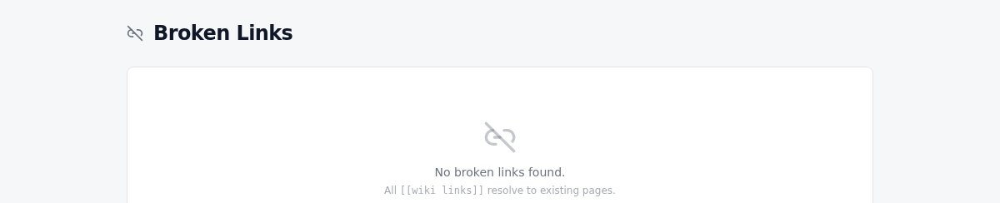 Broken Links
No broken links found.
All [[wiki links]] resolve to existing pages.